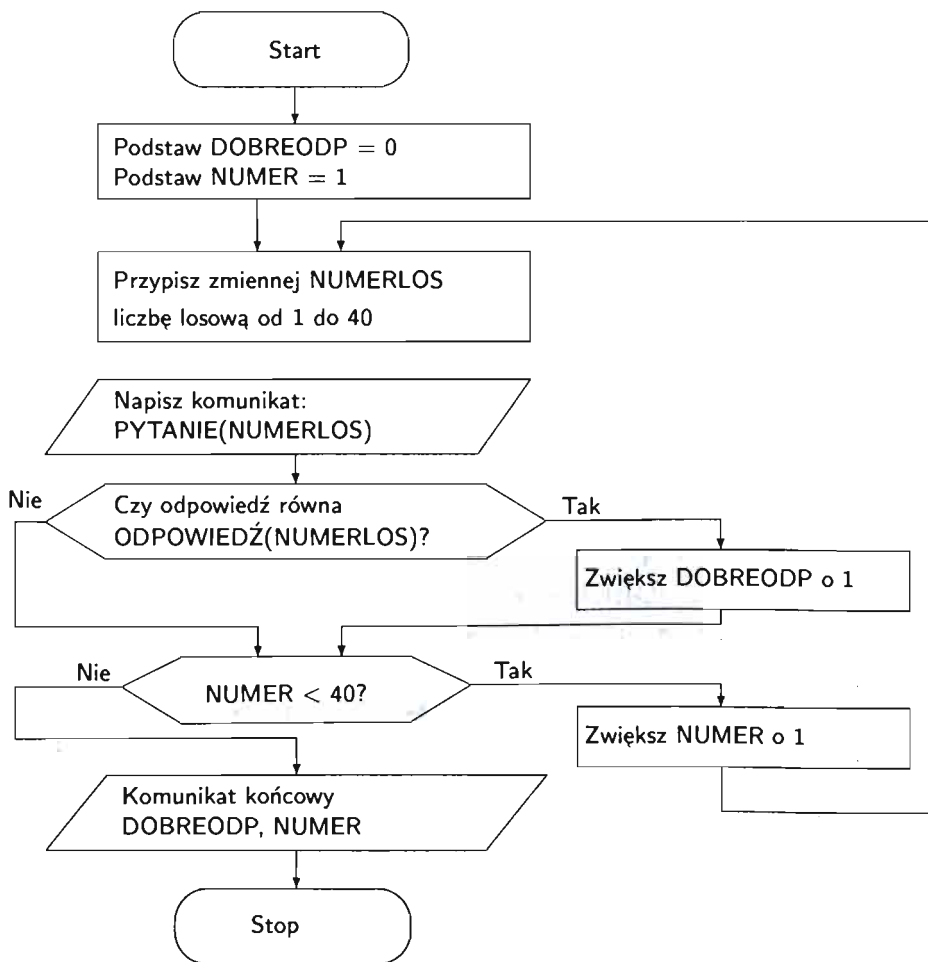 Start
Podstaw DOBREODP = 0
Podstaw NUMER = 1
Przypisz zmiennej NUMERLOS
liczbę losową od 1 do 40
Napisz komunikat:
PYTANIE(NUMERLOS)
Nie
Czy odpowiedź równa
ODPOWIEDŹ(NUMERLOS)?
Tak
Zwiększ DOBREODP o 1
Nie
NUMER < 40?
Tak
Zwiększ NUMER o 1
Komunikat końcowy
DOBREODP, NUMER
Stop